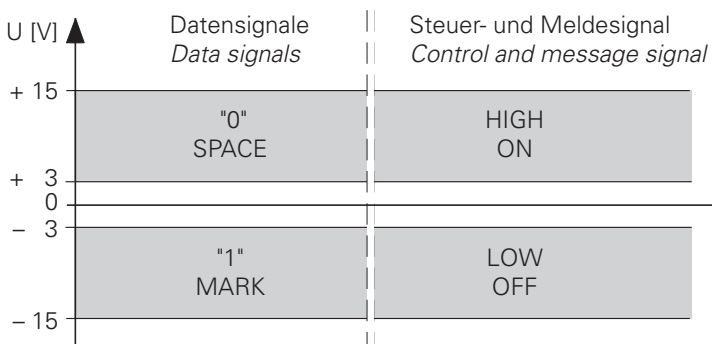 U [V]
Datensignale
Data signals
Steuer- und Meldesignal
Control and message signal
+ 15
"0"
SPACE
HIGH
ON
+ 3
0
– 3
"1"
MARK
LOW
OFF
– 15